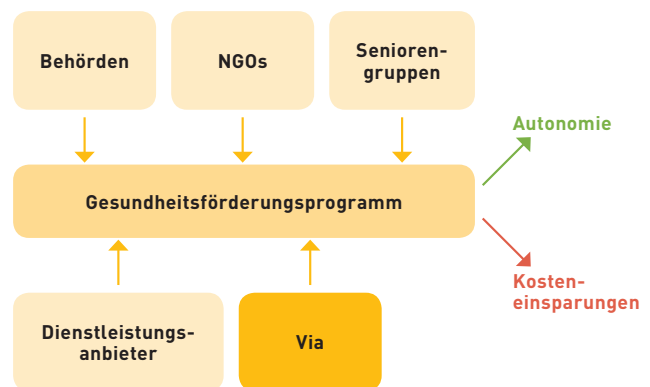 Behörden
NGOs
Senioren-
gruppen
Autonomie
Gesundheitsförderungsprogramm
Kosten-
einsparungen
Dienstleistungs-
anbieter
Via